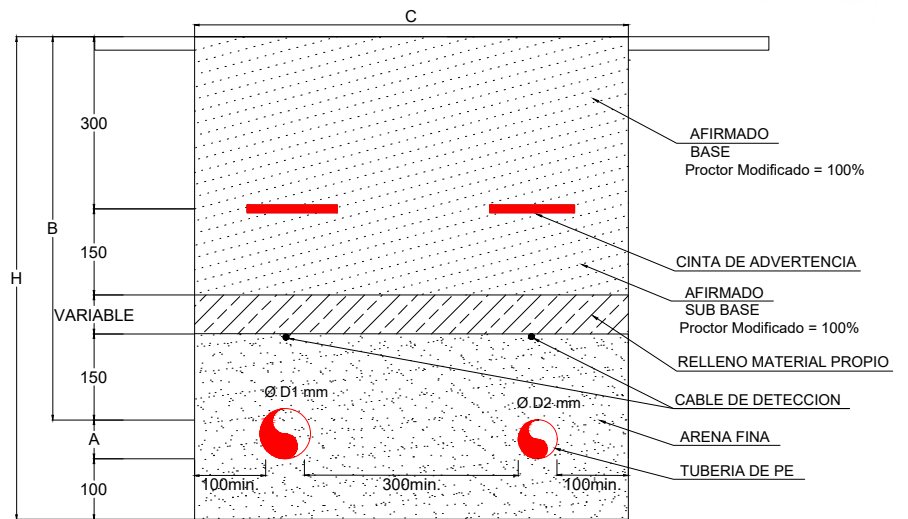 C
300
AFIRMADO
BASE
Proctor Modificado = 100%
B
H
150
CINTA DE ADVERTENCIA
AFIRMADO
SUB BASE
Proctor Modificado = 100%
VARIABLE
RELLENO MATERIAL PROPIO
150
CABLE DE DETECCION
Ø D1 mm
Ø D2 mm
ARENA FINA
A
TUBERIA DE PE
100
100min.
300min.
100min.